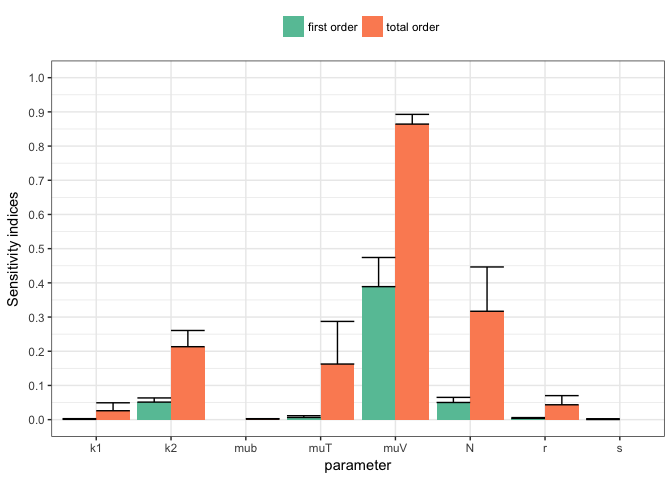 first order total order
Sensitivity indices
1.0
0.9
0.8
0.7
0.6
0.5
0.4
0.3
0.2
0.1
0.0
k1 k2 mub muT muV N r s
parameter